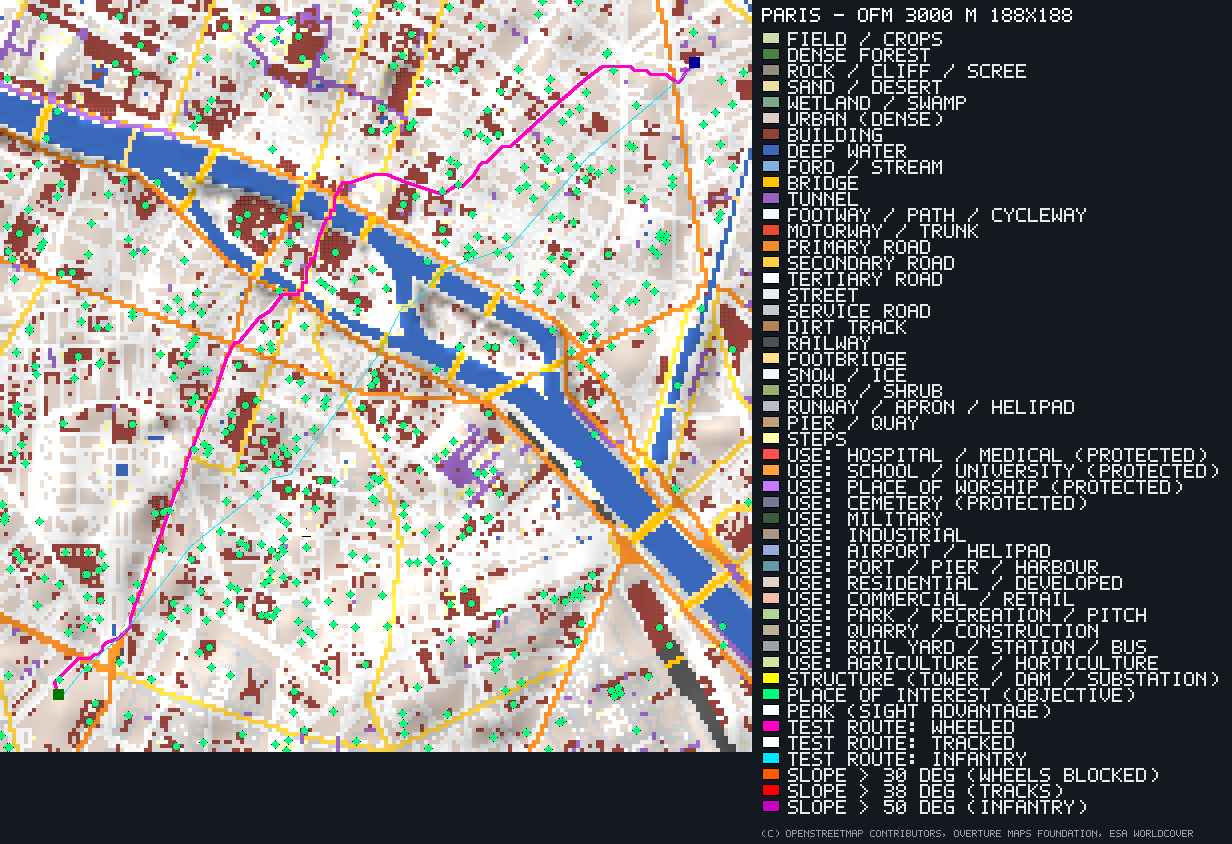 PARIS - OFM 3000 M 188X188
FIELD / CROPS
DENSE FOREST
ROCK / CLIFF / SCREE
SAND / DESERT
WETLAND / SWAMP
URBAN (DENSE)
BUILDING
DEEP WATER
FORD / STREAM
BRIDGE
TUNNEL
FOOTWAY / PATH / CYCLEWAY
MOTORWAY / TRUNK
PRIMARY ROAD
SECONDARY ROAD
TERTIARY ROAD
STREET
SERVICE ROAD
DIRT TRACK
RAILWAY
FOOTBRIDGE
SNOW / ICE
SCRUB / SHRUB
RUNWAY / APRON / HELIPAD
PIER / QUAY
STEPS
USE: HOSPITAL / MEDICAL (PROTECTED)
USE: SCHOOL / UNIVERSITY (PROTECTED)
USE: PLACE OF WORSHIP (PROTECTED)
USE: CEMETERY (PROTECTED)
USE: MILITARY
USE: INDUSTRIAL
USE: AIRPORT / HELIPAD
USE: PORT / PIER / HARBOUR
USE: RESIDENTIAL / DEVELOPED
USE: COMMERCIAL / RETAIL
USE: PARK / RECREATION / PITCH
USE: QUARRY / CONSTRUCTION
USE: RAIL YARD / STATION / BUS
USE: AGRICULTURE / HORTICULTURE
STRUCTURE (TOWER / DAM / SUBSTATION)
PLACE OF INTEREST (OBJECTIVE)
PEAK (SIGHT ADVANTAGE)
TEST ROUTE: WHEELED
TEST ROUTE: TRACKED
TEST ROUTE: INFANTRY
SLOPE > 30 DEG (WHEELS BLOCKED)
SLOPE > 38 DEG (TRACKS)
SLOPE > 50 DEG (INFANTRY)
(C) OPENSTREETMAP CONTRIBUTORS, OVERTURE MAPS FOUNDATION, ESA WORLDCOVER